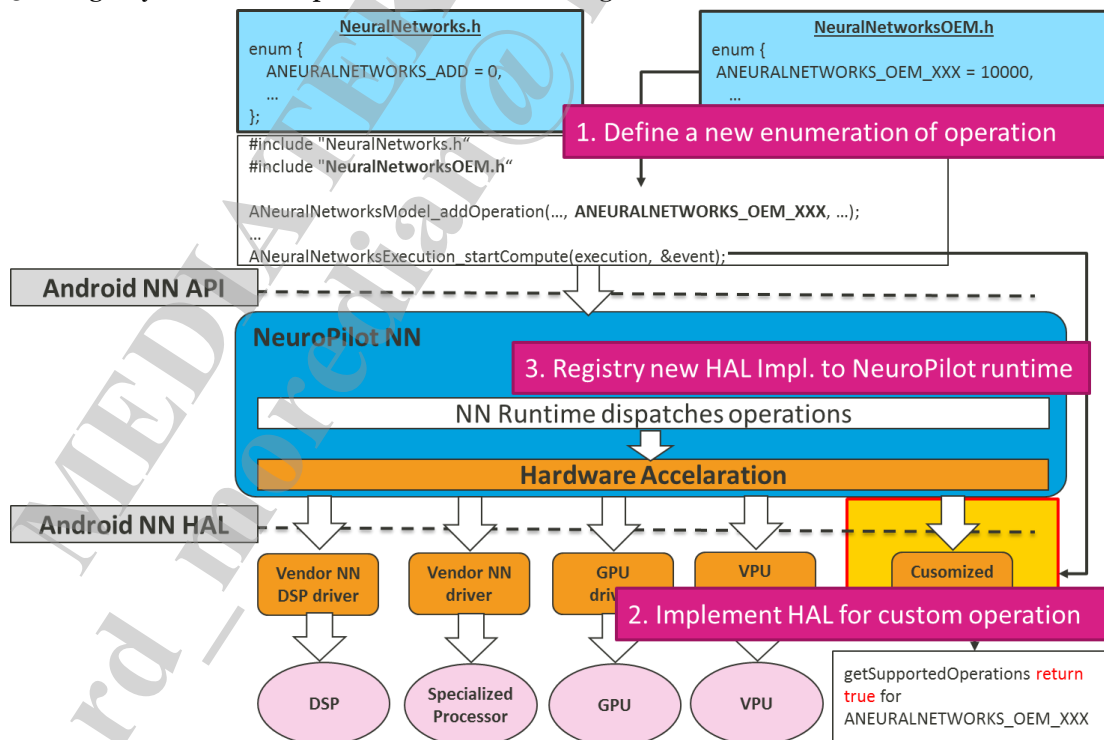 NeuralNetworks.h
enum {
ANEURALNETWORKS_ADD = 0,
...
};
NeuralNetworksOEM.h
enum {
ANEURALNETWORKS_OEM_XXX = 10000,
...
1. Define a new enumeration of operation
#include "NeuralNetworks.h“
#include "NeuralNetworksOEM.h“
ANeuralNetworksModel_addOperation(..., ANEURALNETWORKS_OEM_XXX, ...);
...
ANeuralNetworksExecution_startCompute(execution, &event);
Android NN API
NeuroPilot NN
3. Registry new HAL Impl. to NeuroPilot runtime
NN Runtime dispatches operations
Hardware Accelaration
Android NN HAL
Vendor NN
DSP driver
Vendor NN
driver
GPU
VPU
Cusomized
2. Implement HAL for custom operation
DSP
Specialized
Processor
GPU
VPU
getSupportedOperations return
true for
ANEURALNETWORKS_OEM_XXX